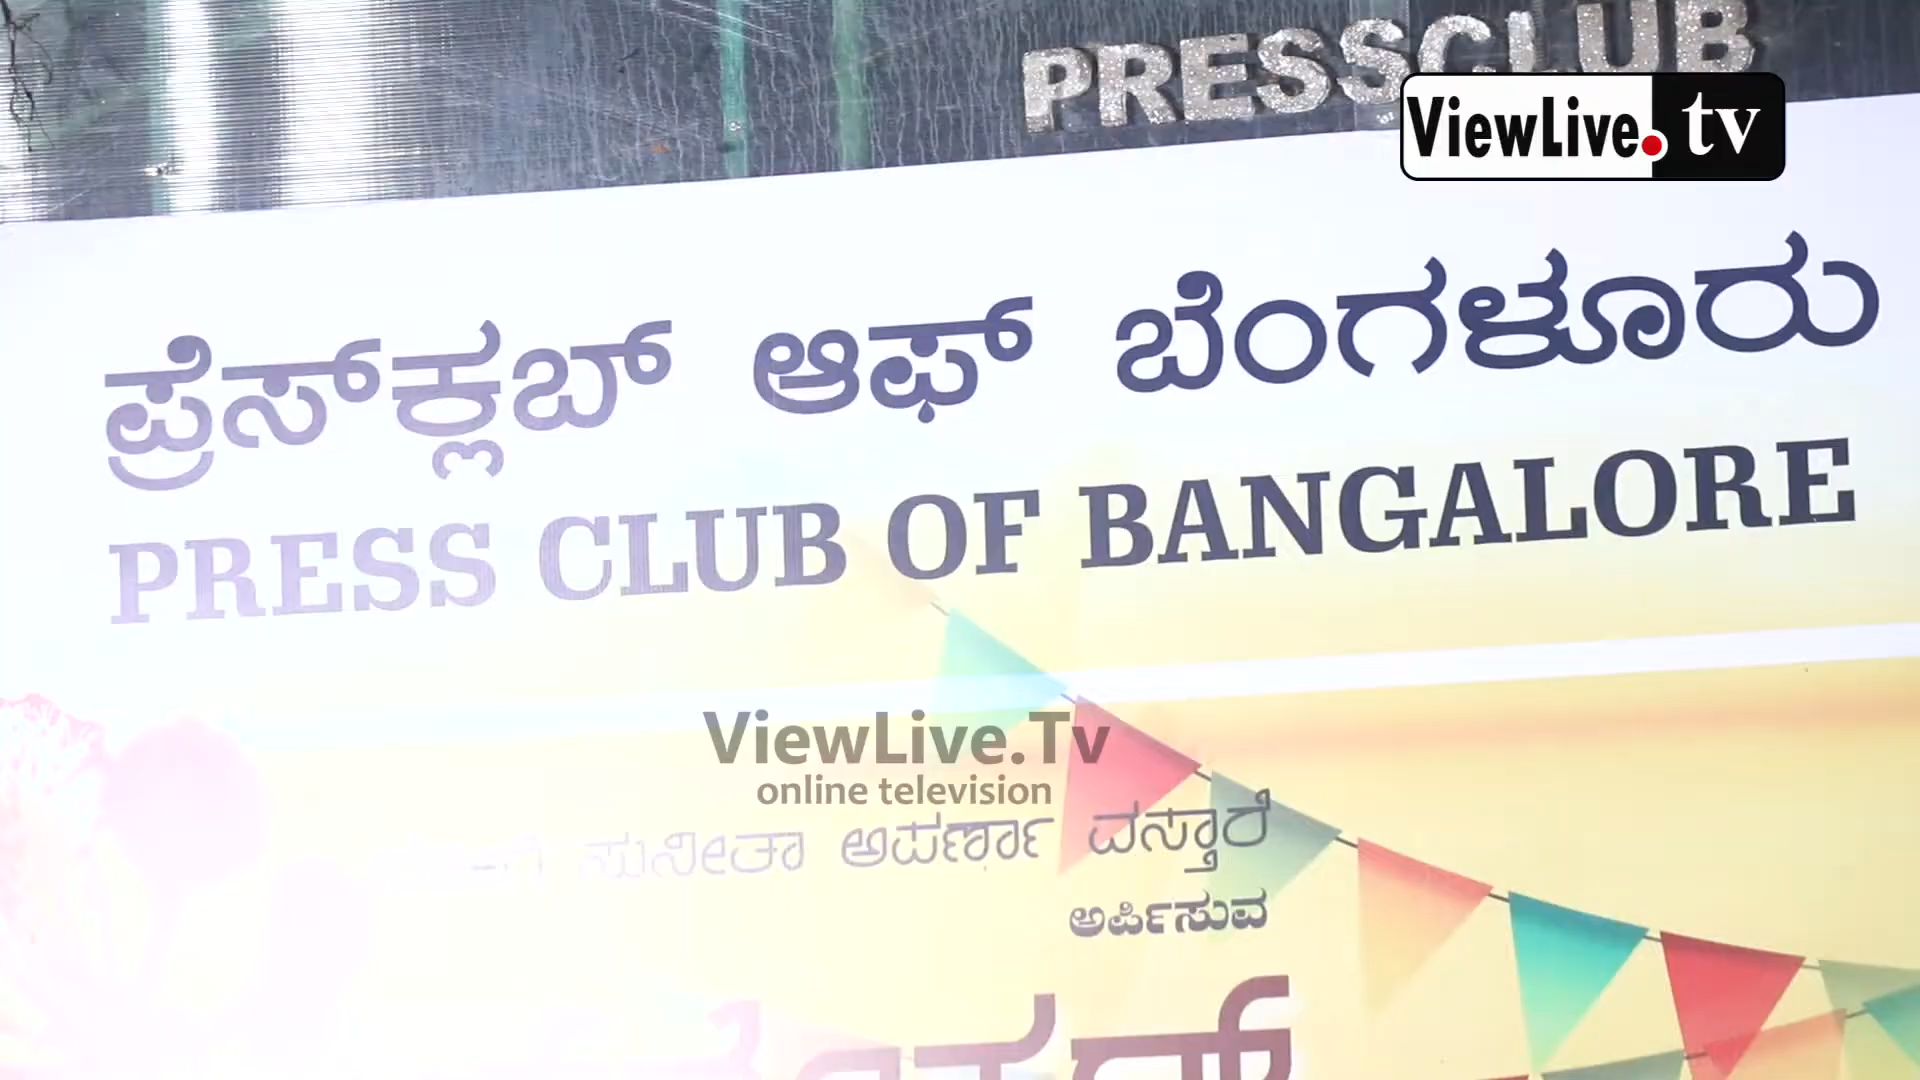 PRESSCLUB
ViewLive.tv
ಪ್ರೆಸ್‌ಕ್ಲಬ್ ಆಫ್ ಬೆಂಗಳೂರು
PRESS CLUB OF BANGALORE
ViewLive.Tv
online television
ಸುನೀತಾ ಅಪರ್ಣಾ ವಸ್ತಾರೆ
ಅರ್ಪಿಸುವ